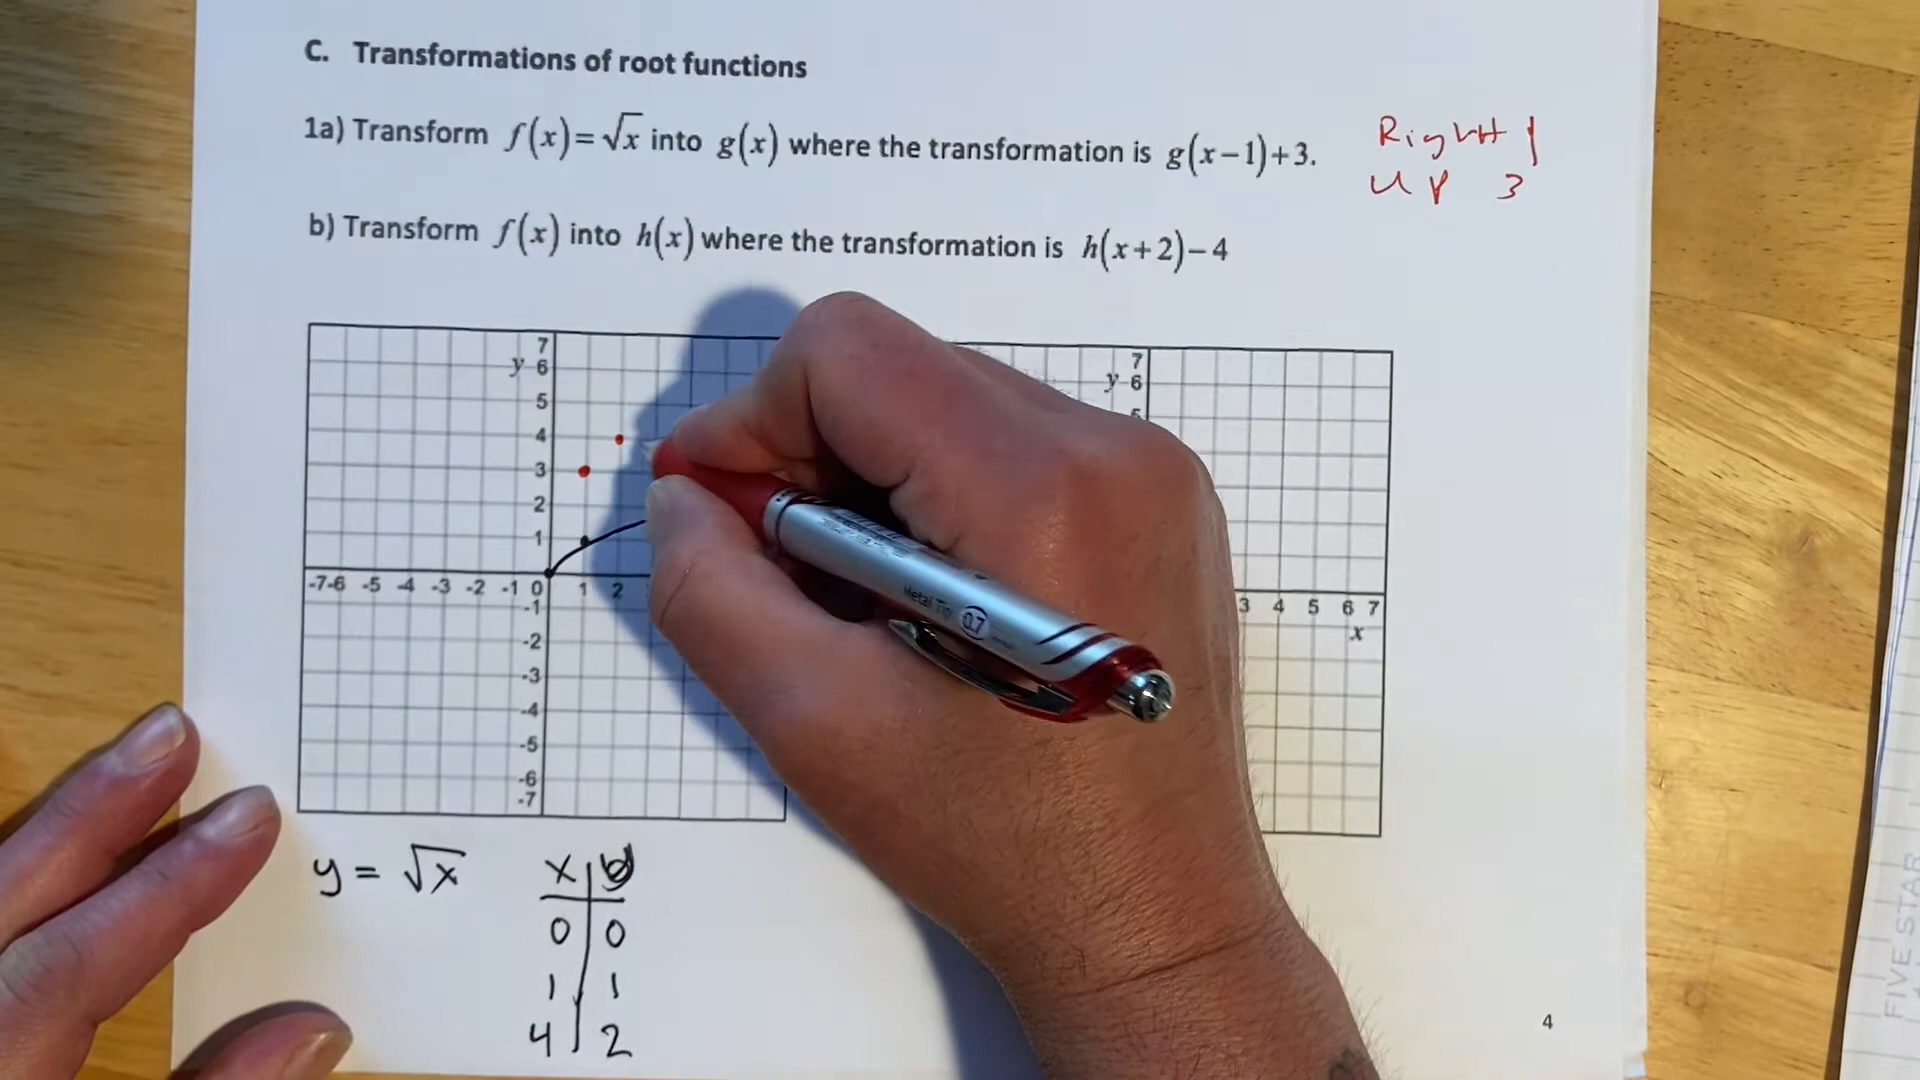 C. Transformations of root functions
1a) Transform f(x)=√x into g(x) where the transformation is g(x−1)+3.
Right 1
UP 3
b) Transform f(x) into h(x) where the transformation is h(x+2)−4
7
y 6
5
4
3
2
1
-7-6 -5 -4 -3 -2 -1 0 1 2
-1
-2
-3
-4
-5
-6
-7
7
y 6
5
3 4 5 6 7
x
Metal Tip 0.7
y = √x
x y
0 0
1 1
4 2
4
FIVE STAR